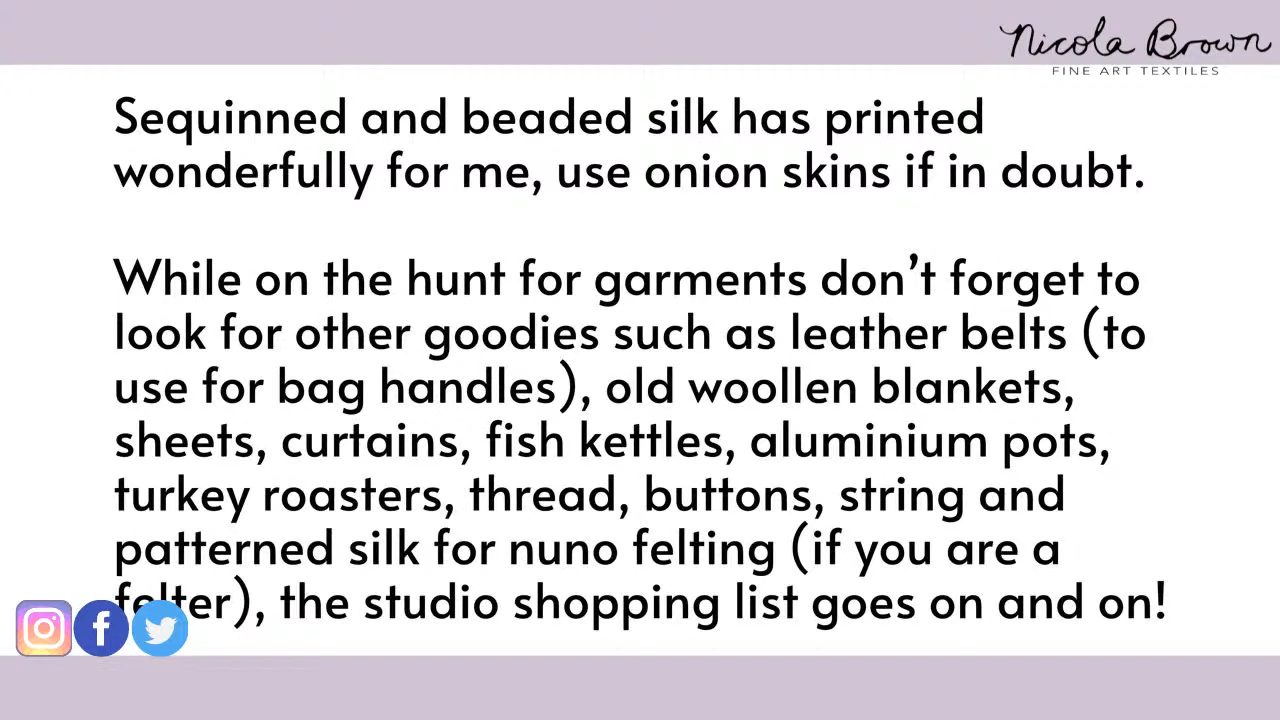 Nicola Brown
FINE ART TEXTILES
Sequinned and beaded silk has printed
wonderfully for me, use onion skins if in doubt.
While on the hunt for garments don’t forget to
look for other goodies such as leather belts (to
use for bag handles), old woollen blankets,
sheets, curtains, fish kettles, aluminium pots,
turkey roasters, thread, buttons, string and
patterned silk for nuno felting (if you are a
felter), the studio shopping list goes on and on!